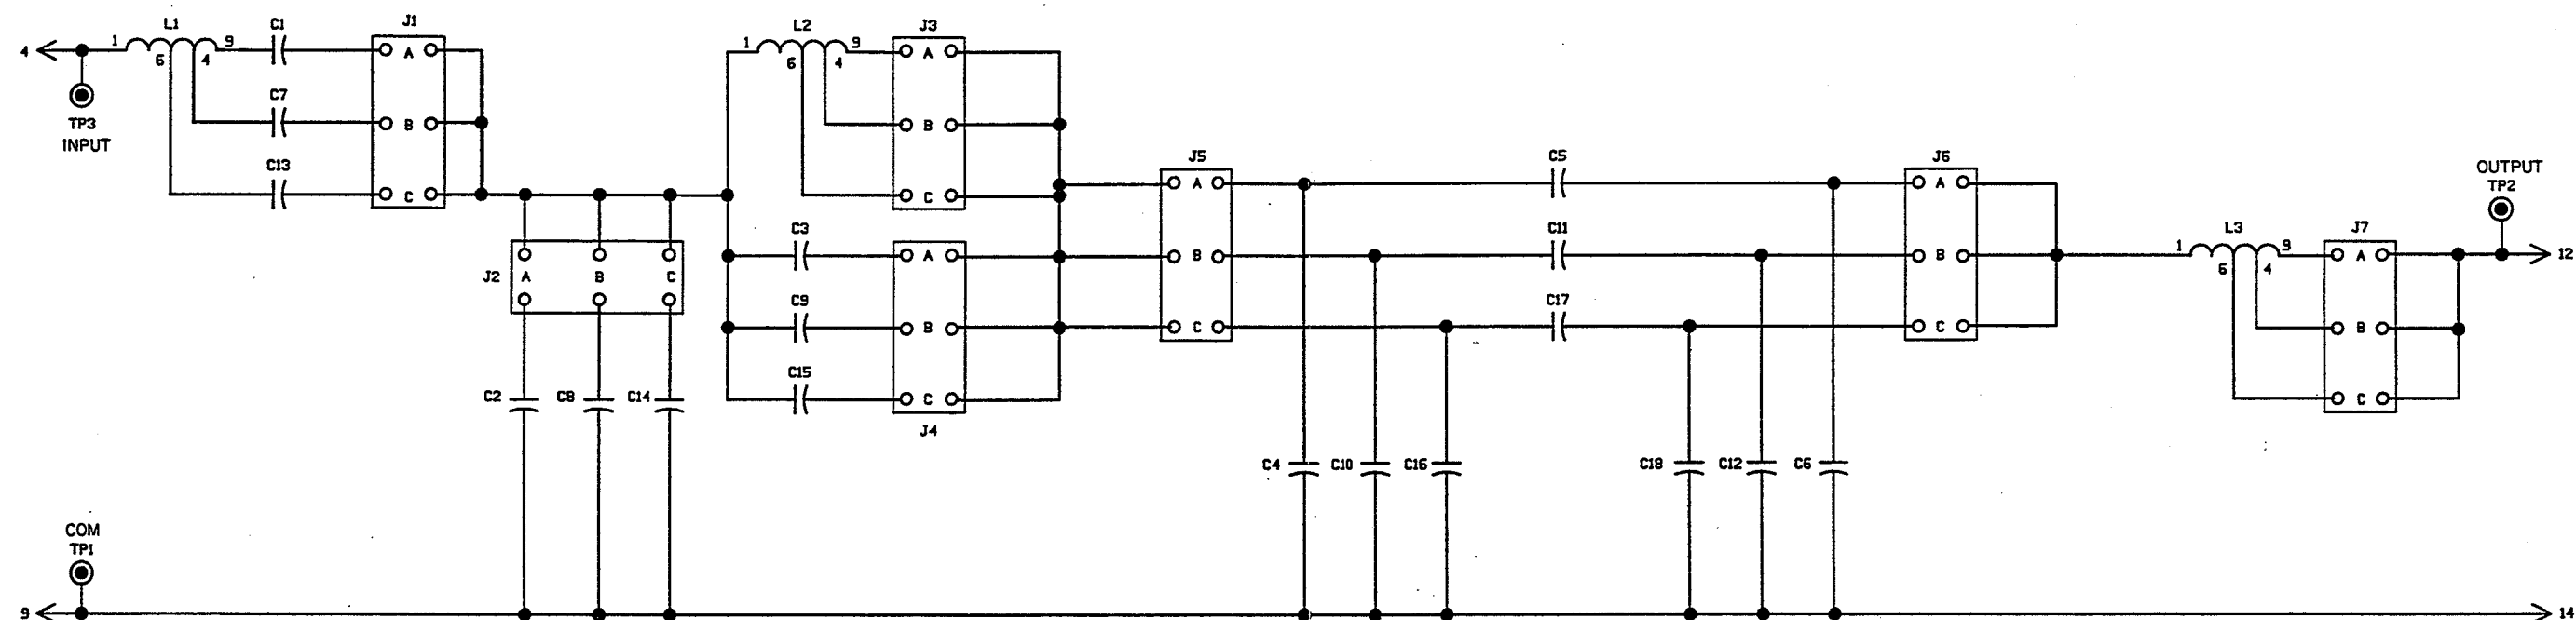 L1
C1
J1
L2
J3
4
1
9
A
1
9
A
6
4
6
4
C7
TP3
B
B
INPUT
C13
J5
C5
J6
OUTPUT
TP2
C
C
A
A
C3
C11
L3
J7
J2
A
B
C
A
B
B
1
9
A
12
6
4
C9
C17
B
C
C
B
C15
C2
C8
C14
C
C
J4
C4
C10
C16
C18
C12
C6
COM
TP1
9
14